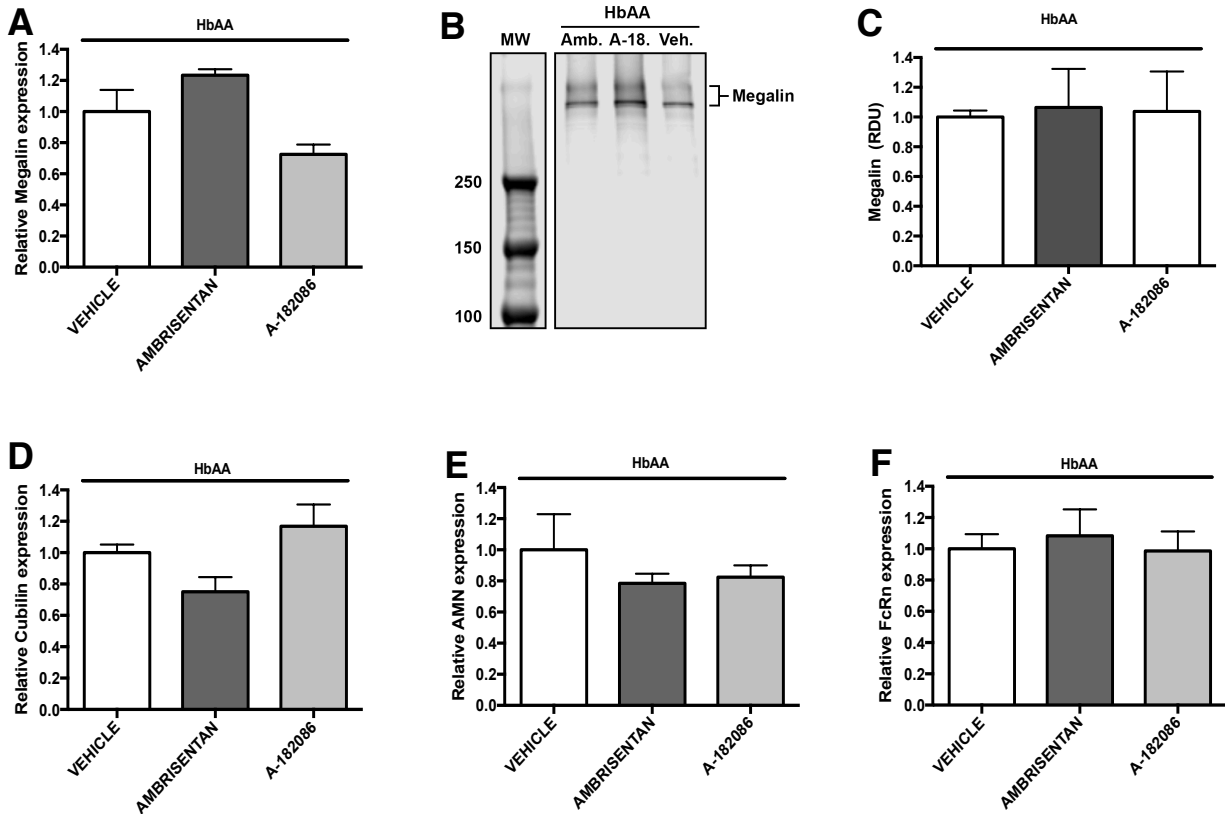 A
HbAA
Relative Megalin expression
1.4
1.2
1.0
0.8
0.6
0.4
0.2
0.0
VEHICLE
AMBRISENTAN
A-182086
B
HbAA
MW
Amb. A-18. Veh.
Megalin
250
150
100
C
HbAA
Megalin (RDU)
1.4
1.2
1.0
0.8
0.6
0.4
0.2
0.0
VEHICLE
AMBRISENTAN
A-182086
D
HbAA
Relative Cubilin expression
1.4
1.2
1.0
0.8
0.6
0.4
0.2
0.0
VEHICLE
AMBRISENTAN
A-182086
E
HbAA
Relative AMN expression
1.4
1.2
1.0
0.8
0.6
0.4
0.2
0.0
VEHICLE
AMBRISENTAN
A-182086
F
HbAA
Relative FcRn expression
1.4
1.2
1.0
0.8
0.6
0.4
0.2
0.0
VEHICLE
AMBRISENTAN
A-182086